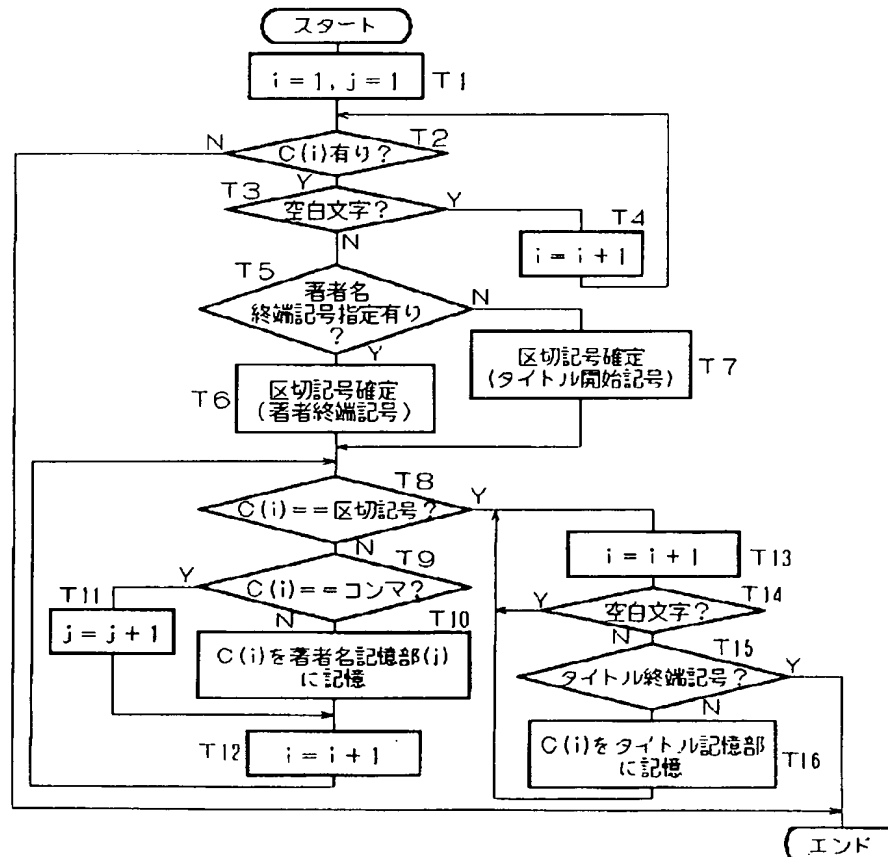 スタート
i = 1, j = 1
T1
N
T2
C(i)有り?
Y
T3
空白文字?
Y
N
T4
i = i + 1
T5
著者名
終端記号指定有り
?
N
Y
T6
区切記号確定
(著者終端記号)
区切記号確定
(タイトル開始記号)
T7
T8
C(i)==区切記号?
Y
N
T9
C(i)==コンマ?
Y
N
T11
j = j + 1
T10
C(i)を著者名記憶部(j)
に記憶
T12
i = i + 1
i = i + 1
T13
T14
空白文字?
Y
N
T15
タイトル終端記号?
Y
N
C(i)をタイトル記憶部
に記憶
T16
エンド